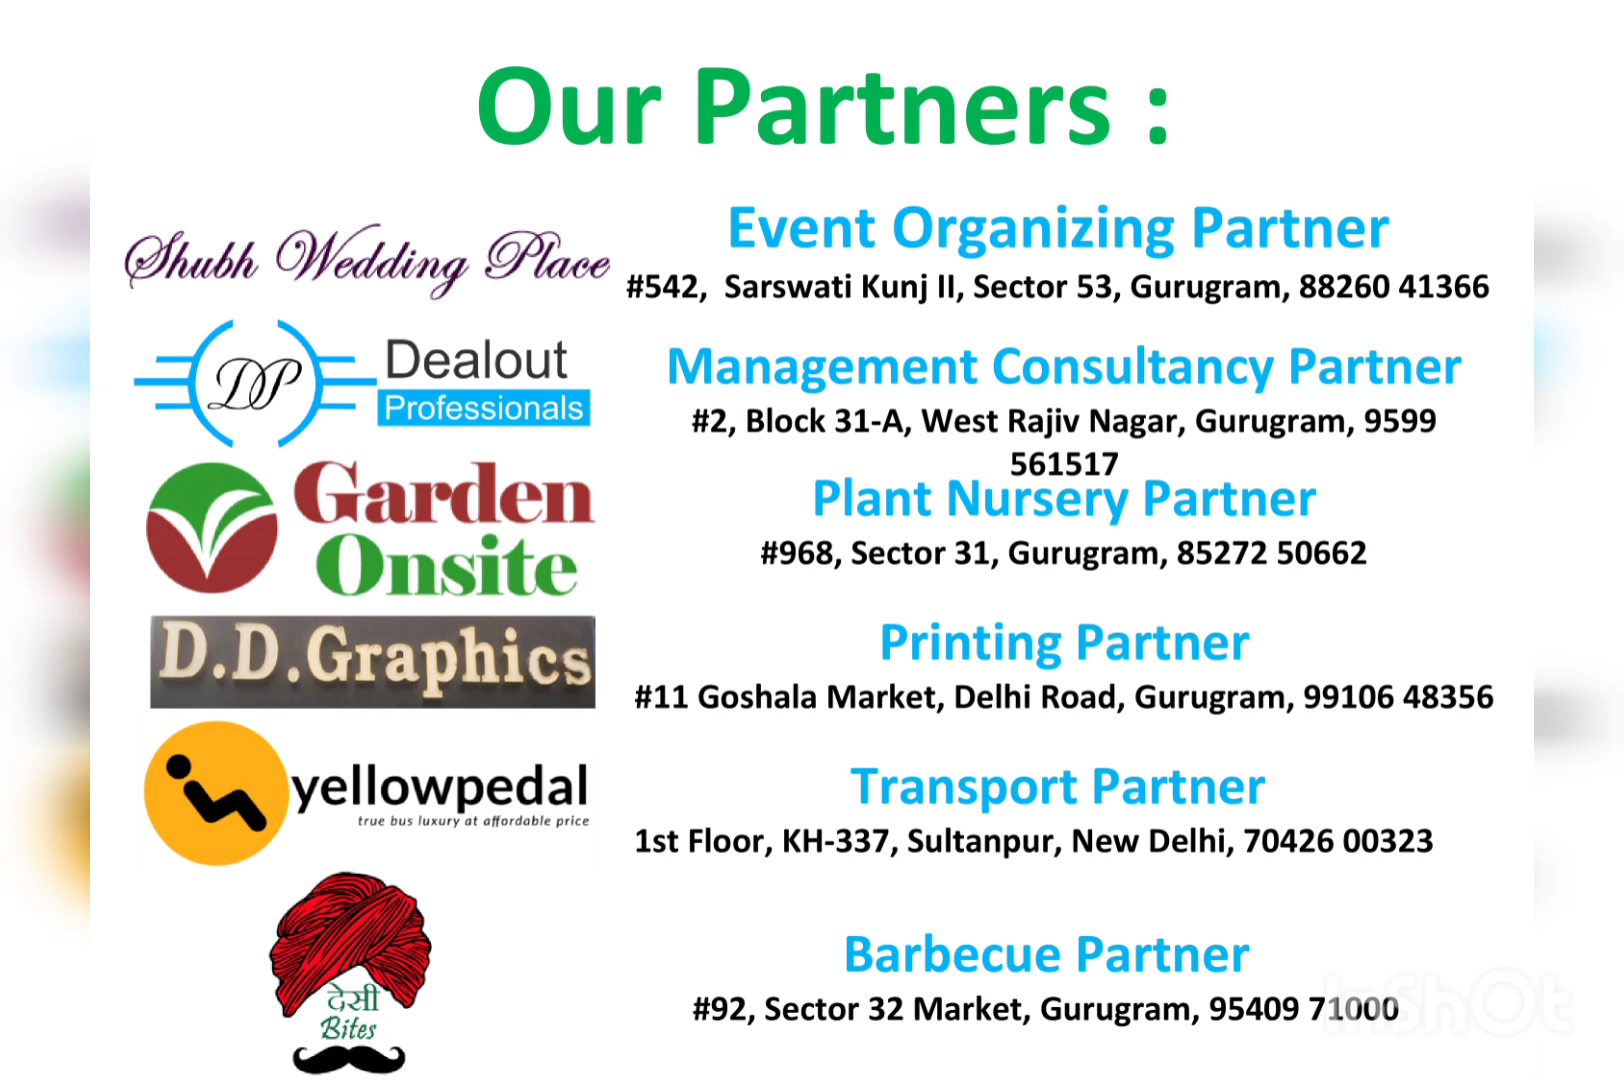 Our Partners :
Shubh Wedding Place
Event Organizing Partner
#542, Sarswati Kunj II, Sector 53, Gurugram, 88260 41366
DP
Dealout
Professionals
Management Consultancy Partner
#2, Block 31-A, West Rajiv Nagar, Gurugram, 9599
561517
Garden
Onsite
Plant Nursery Partner
#968, Sector 31, Gurugram, 85272 50662
D.D.Graphics
Printing Partner
#11 Goshala Market, Delhi Road, Gurugram, 99106 48356
yellowpedal
true bus luxury at affordable price
Transport Partner
1st Floor, KH-337, Sultanpur, New Delhi, 70426 00323
देसी
Bites
Barbecue Partner
#92, Sector 32 Market, Gurugram, 95409 71000
InShOt